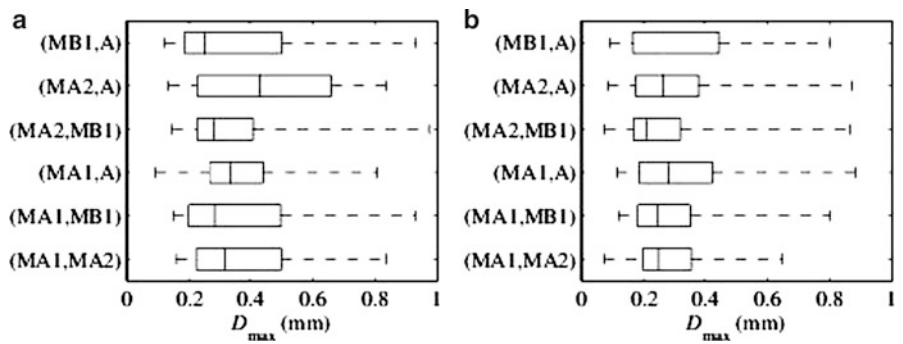 a
(MB1,A)
(MA2,A)
(MA2,MB1)
(MA1,A)
(MA1,MB1)
(MA1,MA2)
0 0.2 0.4 0.6 0.8 1
D_max (mm)
b
(MB1,A)
(MA2,A)
(MA2,MB1)
(MA1,A)
(MA1,MB1)
(MA1,MA2)
0 0.2 0.4 0.6 0.8 1
D_max (mm)